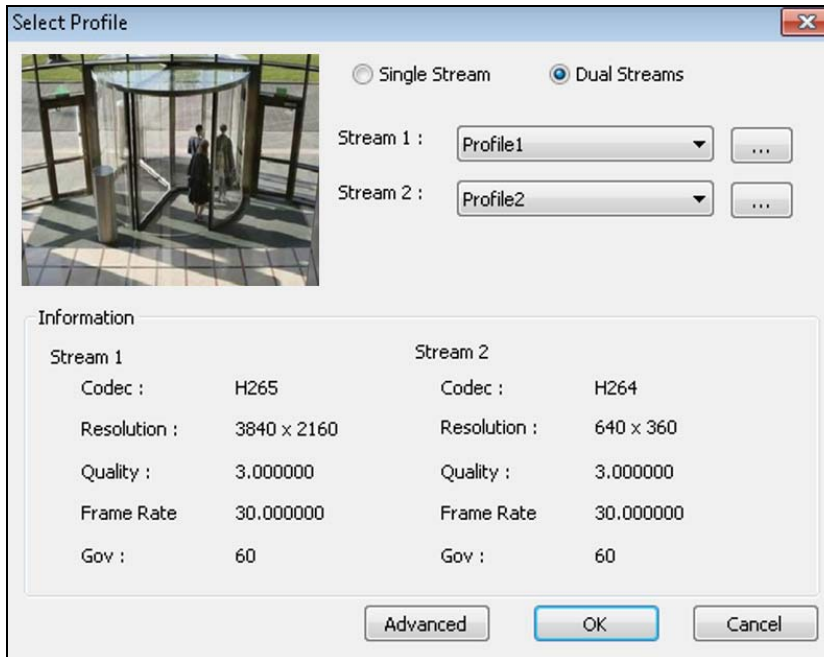 Select Profile
Single Stream
Dual Streams
Stream 1 :
Profile1
...
Stream 2 :
Profile2
...
Information
Stream 1
Codec :
H265
Resolution :
3840 x 2160
Quality :
3.000000
Frame Rate
30.000000
Gov :
60
Stream 2
Codec :
H264
Resolution :
640 x 360
Quality :
3.000000
Frame Rate
30.000000
Gov :
60
Advanced
OK
Cancel